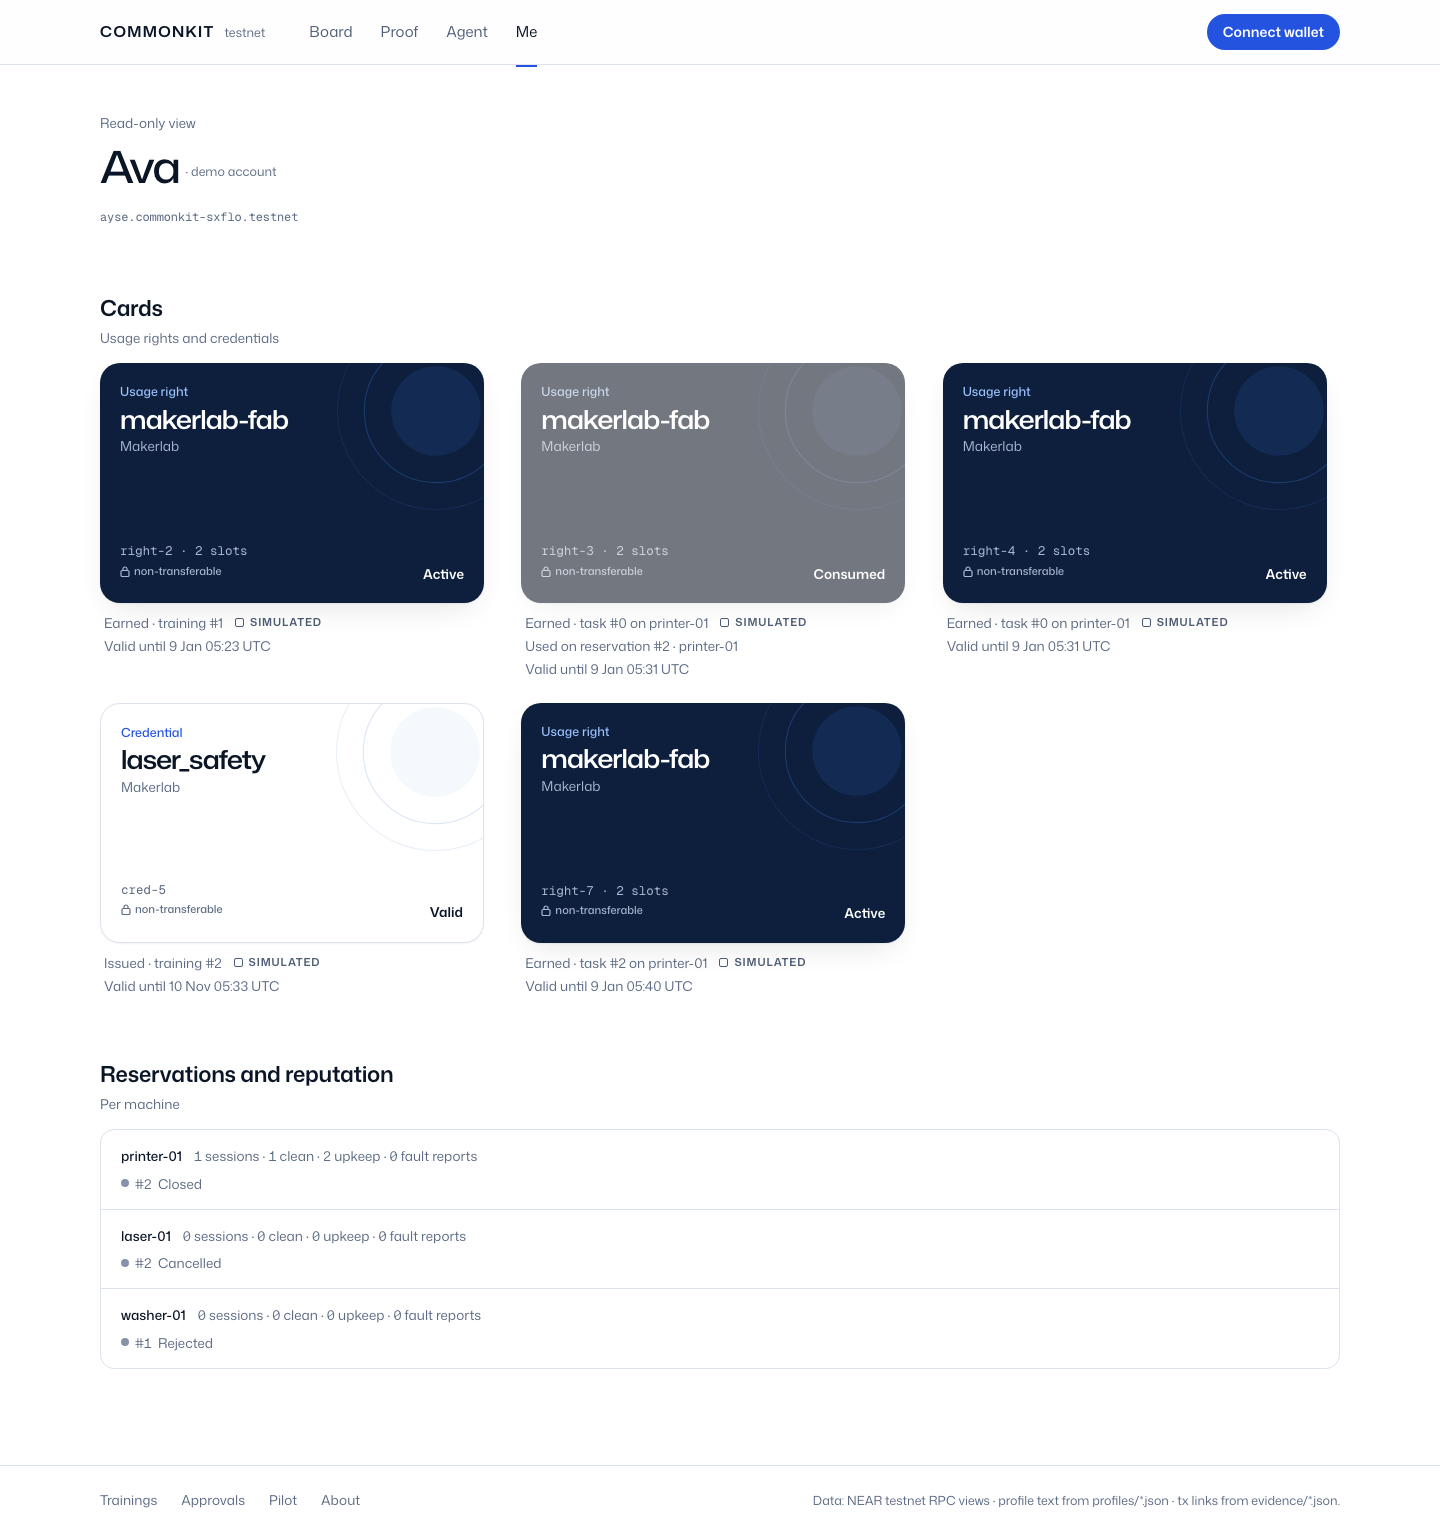 COMMONKIT testnet Board Proof Agent Me Connect wallet
Read-only view
Ava · demo account
ayse.commonkit-sxflo.testnet
Cards
Usage rights and credentials
Usage right
makerlab-fab
Makerlab
right-2 · 2 slots
non-transferable
Active
Earned · training #1 SIMULATED
Valid until 9 Jan 05:23 UTC
Usage right
makerlab-fab
Makerlab
right-3 · 2 slots
non-transferable
Consumed
Earned · task #0 on printer-01 SIMULATED
Used on reservation #2 · printer-01
Valid until 9 Jan 05:31 UTC
Usage right
makerlab-fab
Makerlab
right-4 · 2 slots
non-transferable
Active
Earned · task #0 on printer-01 SIMULATED
Valid until 9 Jan 05:31 UTC
Credential
laser_safety
Makerlab
cred-5
non-transferable
Valid
Issued · training #2 SIMULATED
Valid until 10 Nov 05:33 UTC
Usage right
makerlab-fab
Makerlab
right-7 · 2 slots
non-transferable
Active
Earned · task #2 on printer-01 SIMULATED
Valid until 9 Jan 05:40 UTC
Reservations and reputation
Per machine
printer-01 1 sessions · 1 clean · 2 upkeep · 0 fault reports
#2 Closed
laser-01 0 sessions · 0 clean · 0 upkeep · 0 fault reports
#2 Cancelled
washer-01 0 sessions · 0 clean · 0 upkeep · 0 fault reports
#1 Rejected
Trainings Approvals Pilot About
Data: NEAR testnet RPC views · profile text from profiles/*.json · tx links from evidence/*.json.